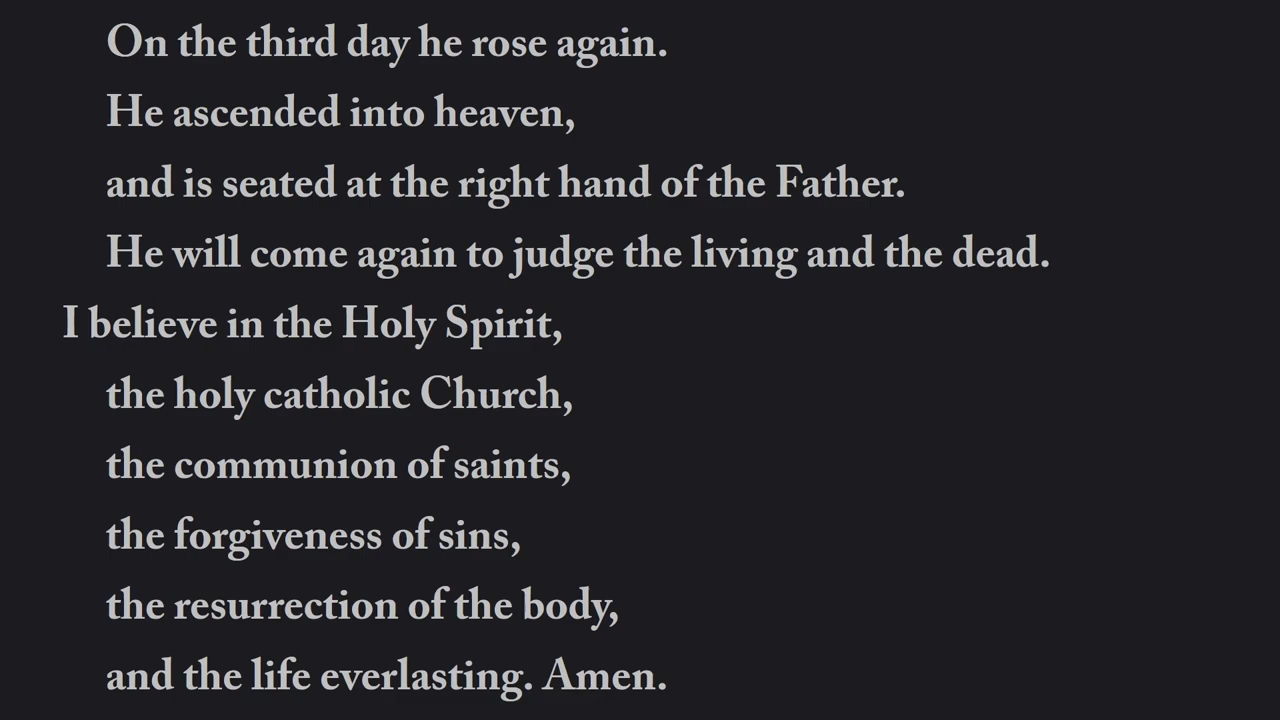 On the third day he rose again.
He ascended into heaven,
and is seated at the right hand of the Father.
He will come again to judge the living and the dead.
I believe in the Holy Spirit,
the holy catholic Church,
the communion of saints,
the forgiveness of sins,
the resurrection of the body,
and the life everlasting. Amen.